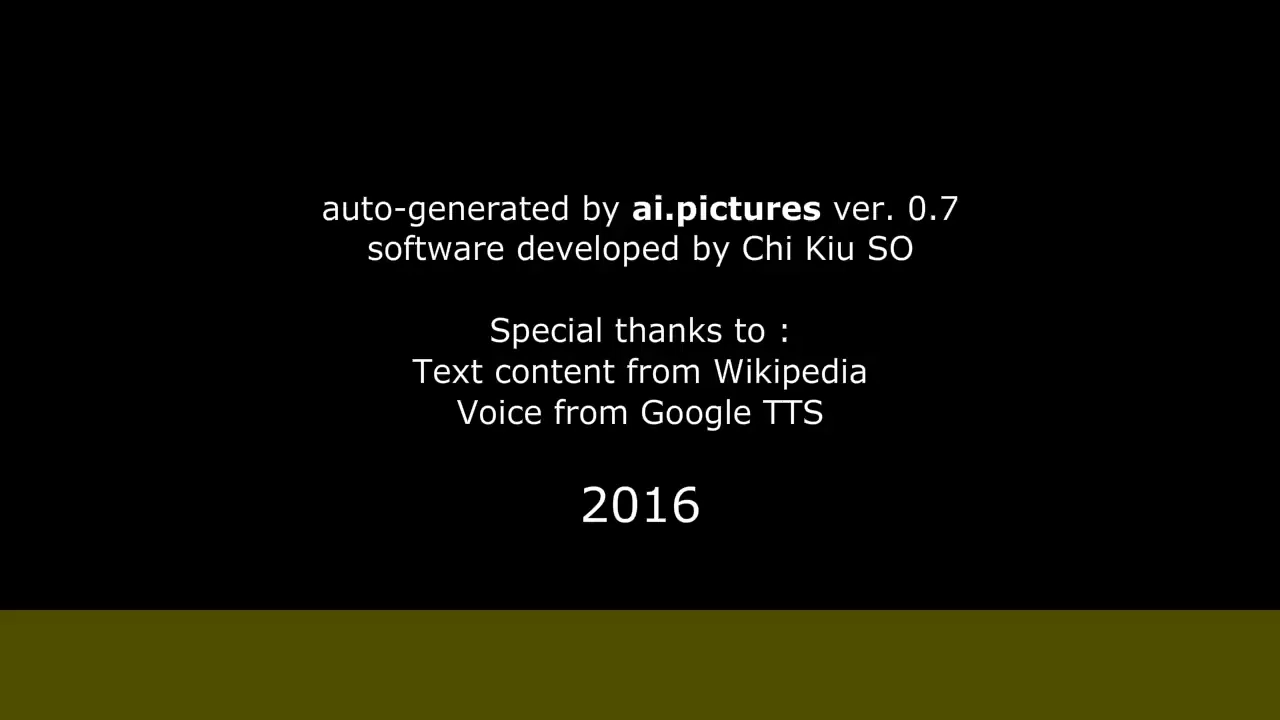 auto-generated by ai.pictures ver. 0.7
software developed by Chi Kiu SO
Special thanks to :
Text content from Wikipedia
Voice from Google TTS
2016